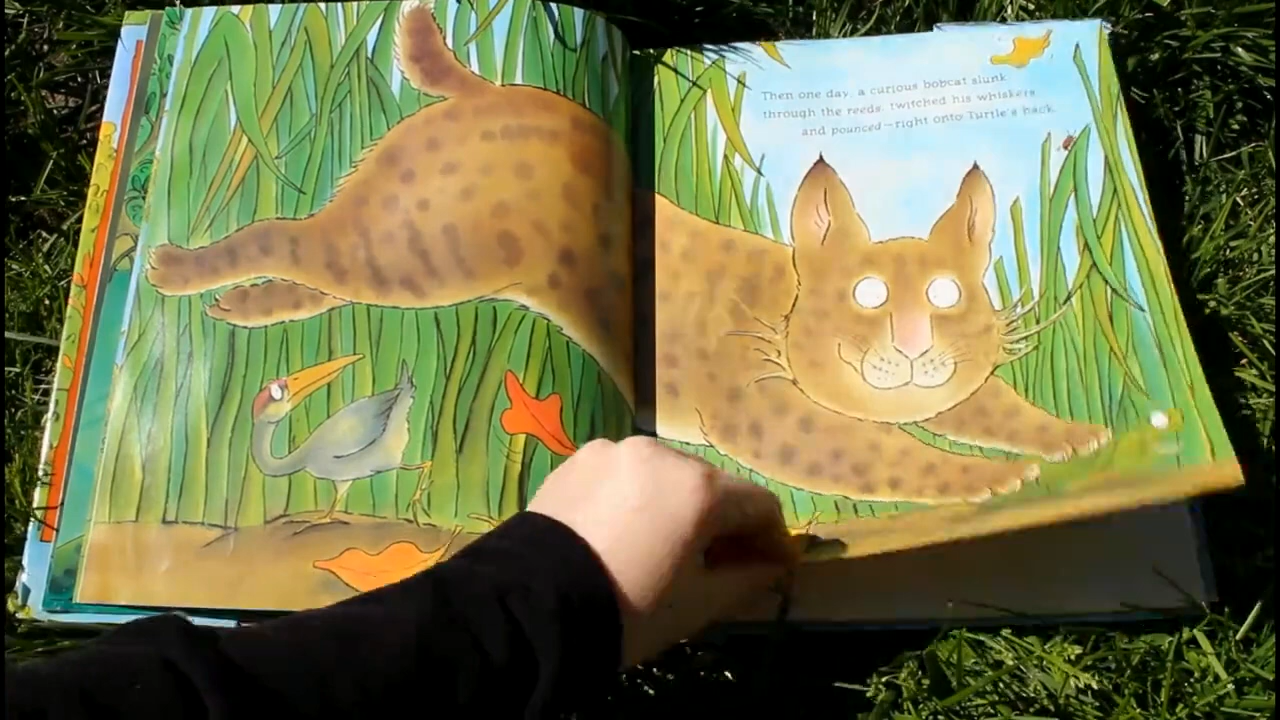 Then one day, a curious bobcat slunk
through the reeds, twitched his whiskers
and pounced—right onto Turtle's back.